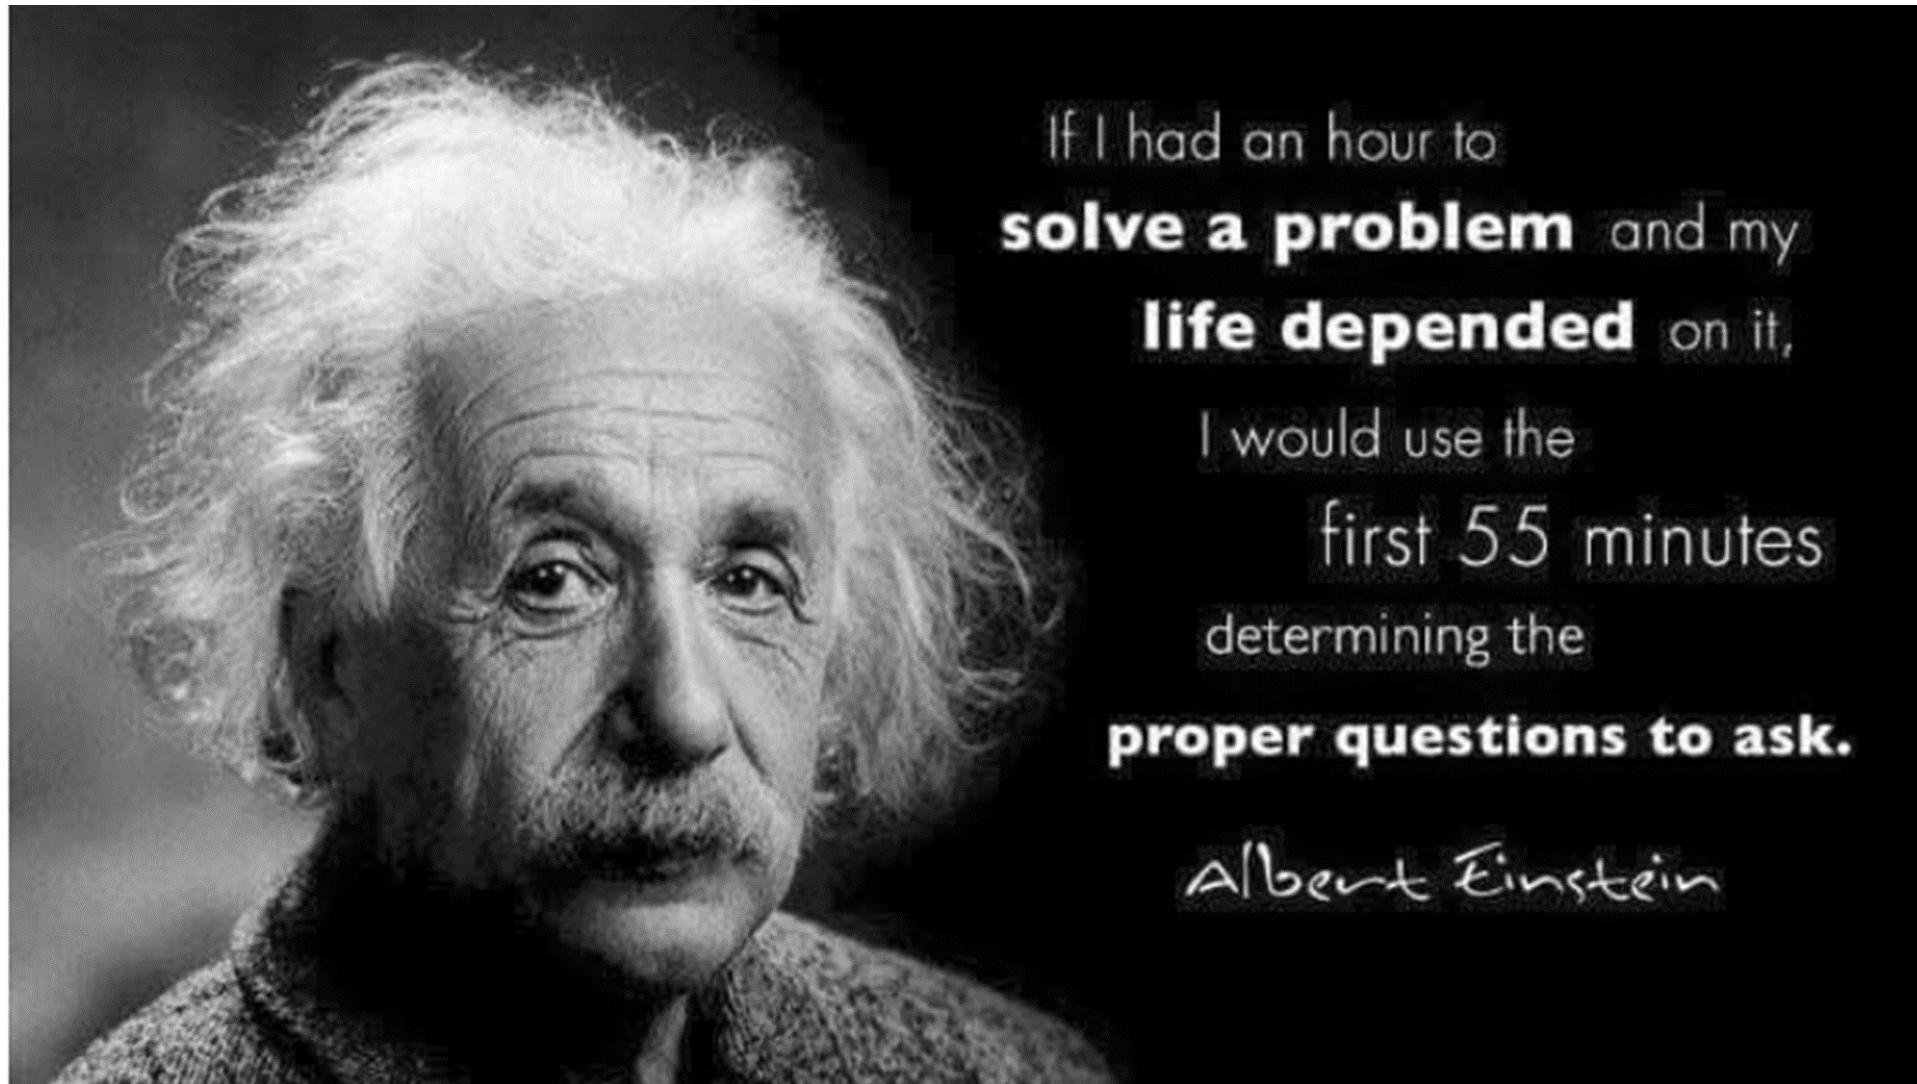 If I had an hour to
solve a problem and my
life depended on it,
I would use the
first 55 minutes
determining the
proper questions to ask.
Albert Einstein